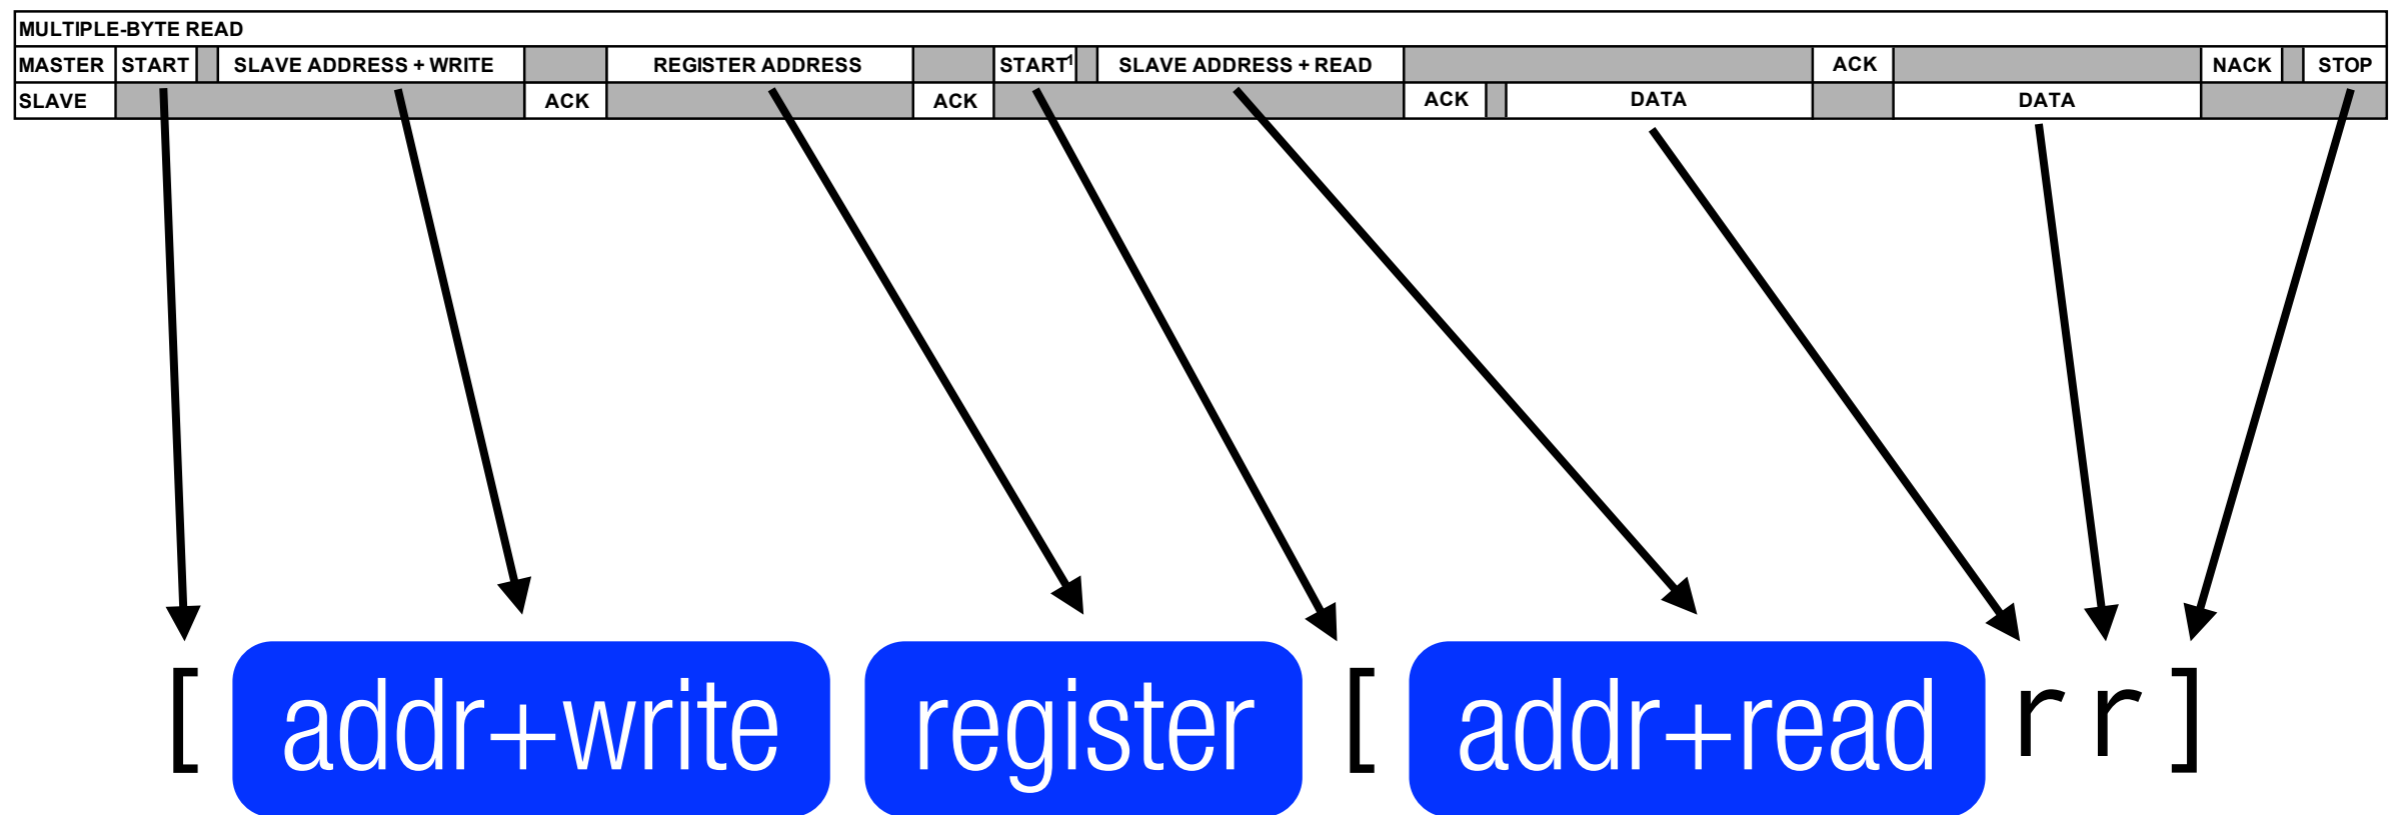 MULTIPLE-BYTE READ
MASTER START SLAVE ADDRESS + WRITE REGISTER ADDRESS START1 SLAVE ADDRESS + READ ACK NACK STOP
SLAVE ACK ACK ACK DATA DATA
[ addr+write register [ addr+read r r ]